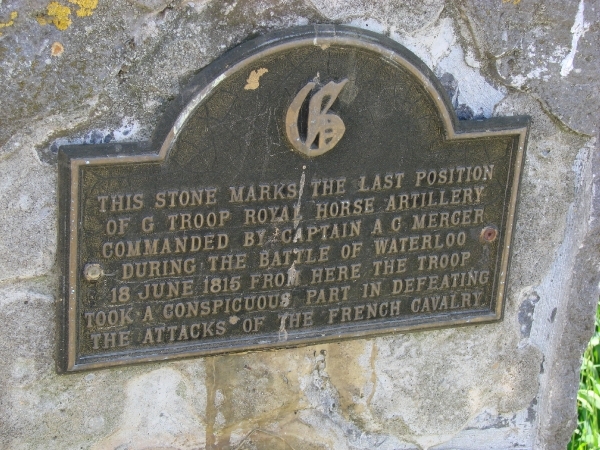 G
THIS STONE MARKS THE LAST POSITION
OF G TROOP ROYAL HORSE ARTILLERY
COMMANDED BY CAPTAIN A C MERCER
DURING THE BATTLE OF WATERLOO
18 JUNE 1815 FROM HERE THE TROOP
TOOK A CONSPICUOUS PART IN DEFEATING
THE ATTACKS OF THE FRENCH CAVALRY